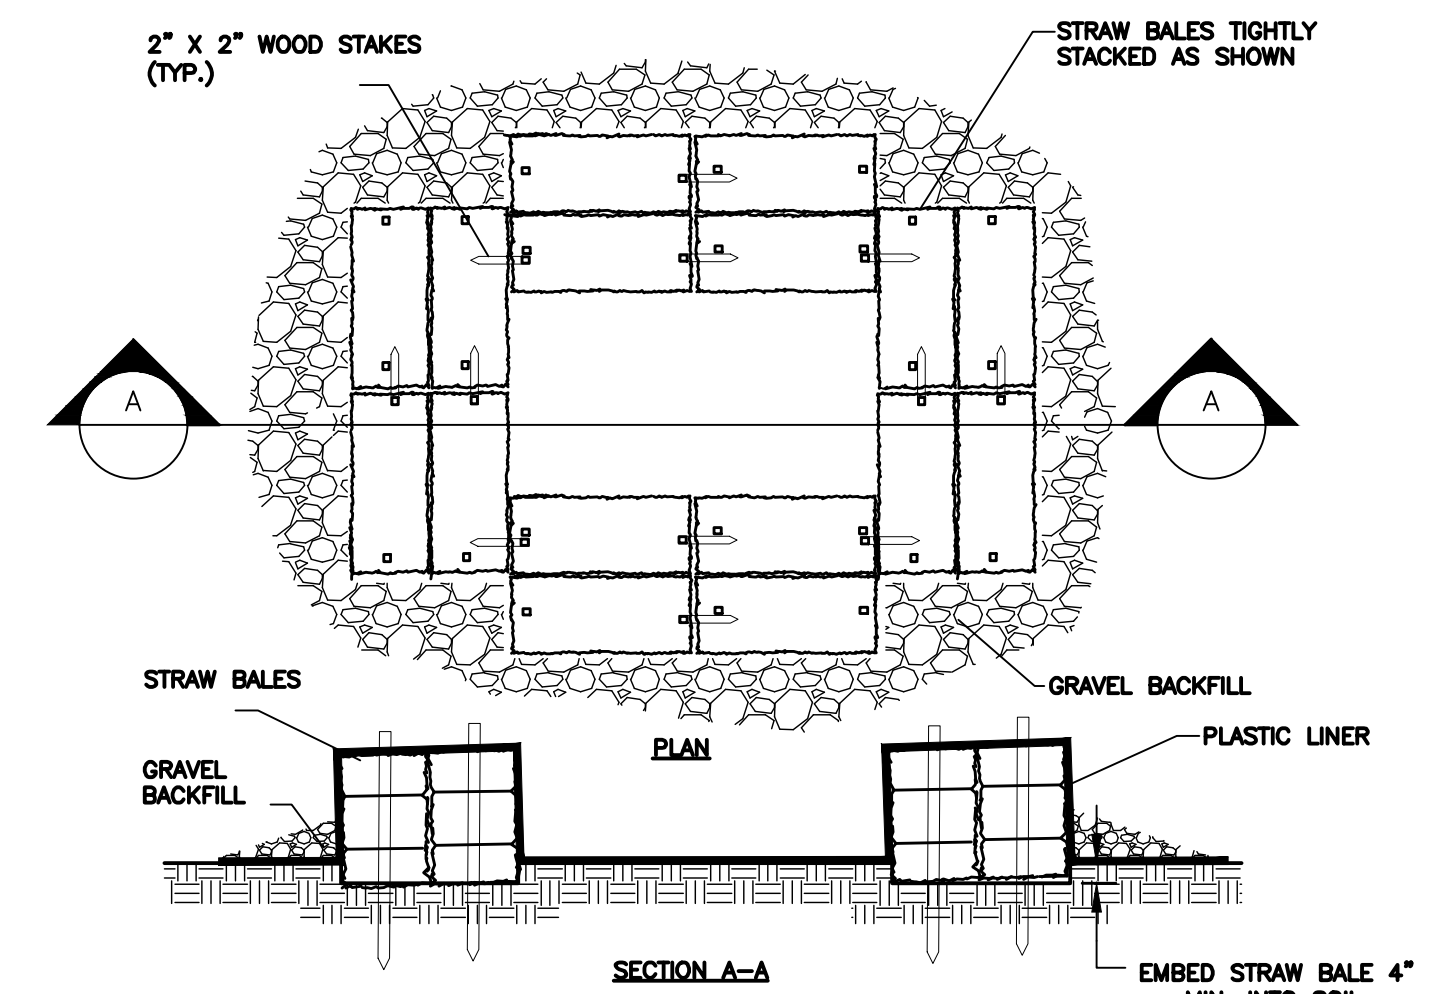 2" X 2" WOOD STAKES
(TYP.)
STRAW BALES TIGHTLY
STACKED AS SHOWN
A
A
STRAW BALES
GRAVEL BACKFILL
PLAN
PLASTIC LINER
GRAVEL
BACKFILL
SECTION A-A
EMBED STRAW BALE 4"